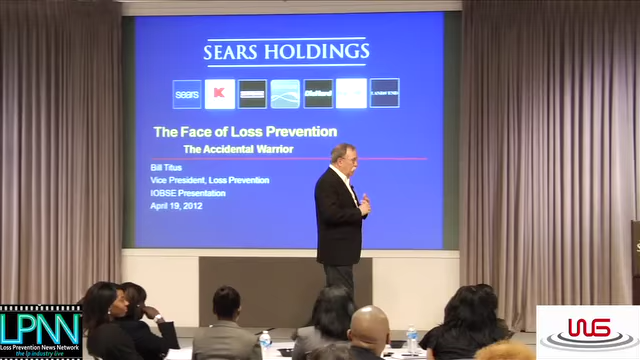 SEARS HOLDINGS
sears
K
DieHard
The Face of Loss Prevention
The Accidental Warrior
Bill Titus
Vice President, Loss Prevention
IOBSE Presentation
April 19, 2012
S
LPNN
Loss Prevention News Network
the lp industry live